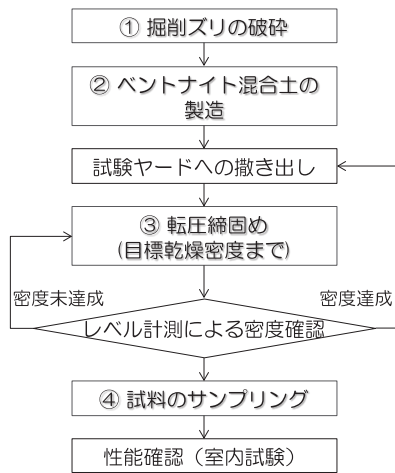 ① 掘削ズリの破砕
② ベントナイト混合土の
製造
試験ヤードへの撒き出し
③ 転圧締固め
(目標乾燥密度まで)
密度未達成
密度達成
レベル計測による密度確認
④ 試料のサンプリング
性能確認（室内試験）